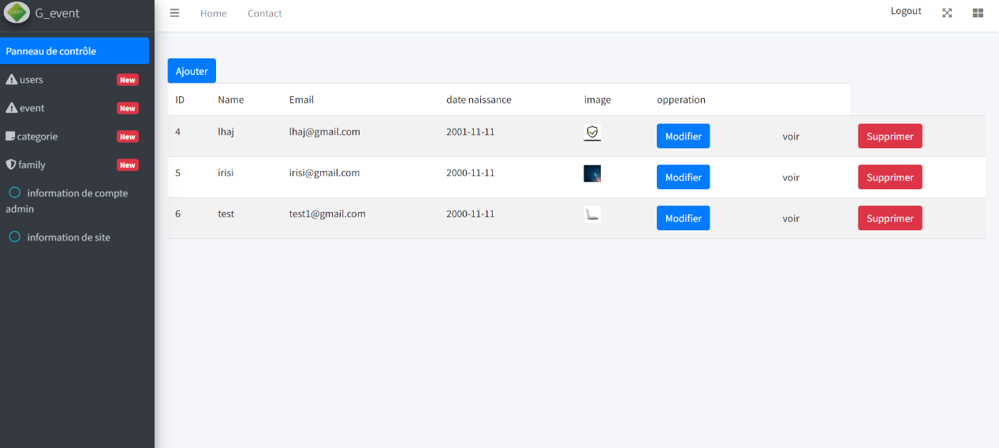 G_event
Home Contact Logout
Panneau de contrôle
users New
event New
categorie New
family New
information de compte
admin
information de site
Ajouter
ID Name Email date naissance image opperation
4 lhaj lhaj@gmail.com 2001-11-11 Modifier voir Supprimer
5 irisi irisi@gmail.com 2000-11-11 Modifier voir Supprimer
6 test test1@gmail.com 2000-11-11 Modifier voir Supprimer